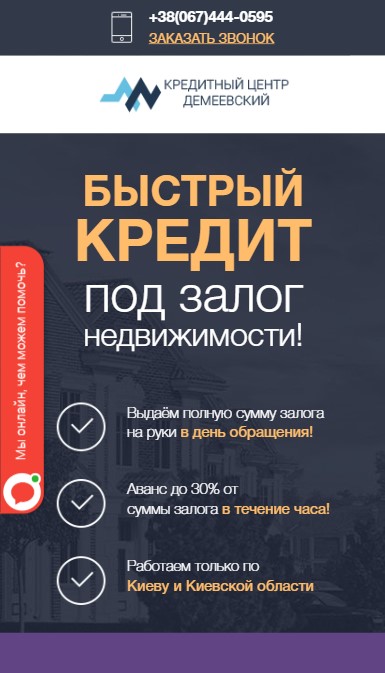 +38(067)444-0595
ЗАКАЗАТЬ ЗВОНОК
КРЕДИТНЫЙ ЦЕНТР
ДЕМЕЕВСКИЙ
БЫСТРЫЙ
КРЕДИТ
под залог
недвижимости!
Мы онлайн, чем можем помочь?
Выдаём полную сумму залога
на руки в день обращения!
Аванс до 30% от
суммы залога в течение часа!
Работаем только по
Киеву и Киевской области